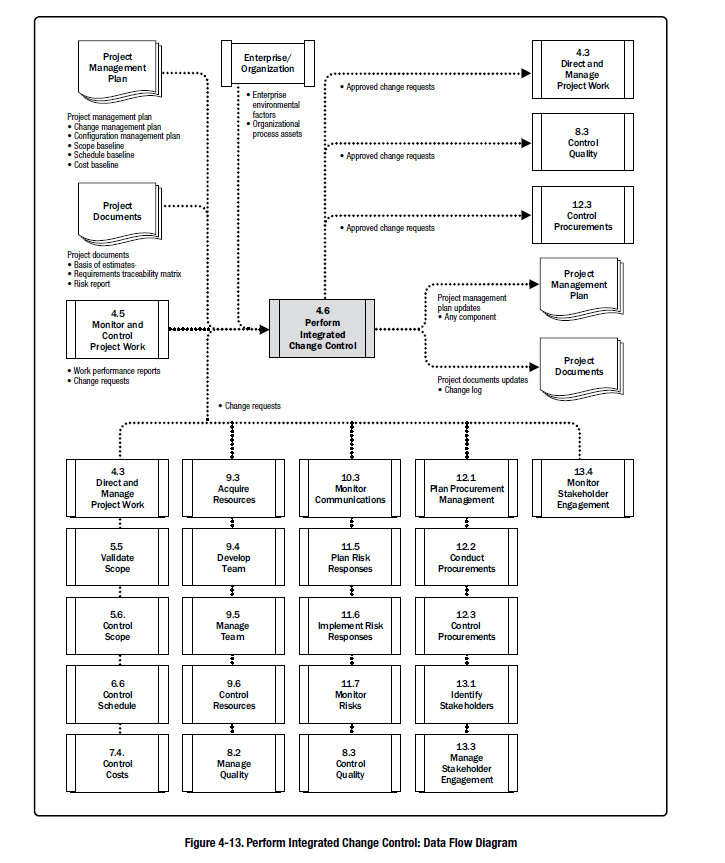 Project
Management
Plan
Project management plan
• Change management plan
• Configuration management plan
• Scope baseline
• Schedule baseline
• Cost baseline
Enterprise/
Organization
• Enterprise
environmental
factors
• Organizational
process assets
• Approved change requests
4.3
Direct and
Manage
Project Work
• Approved change requests
8.3
Control
Quality
• Approved change requests
12.3
Control
Procurements
Project
Documents
Project documents
• Basis of estimates
• Requirements traceability matrix
• Risk report
4.5
Monitor and
Control
Project Work
• Work performance reports
• Change requests
4.6
Perform
Integrated
Change Control
Project management
plan updates
• Any component
Project
Management
Plan
Project documents updates
• Change log
Project
Documents
• Change requests
4.3
Direct and
Manage
Project Work
5.5
Validate
Scope
5.6.
Control
Scope
6.6
Control
Schedule
7.4.
Control
Costs
9.3
Acquire
Resources
9.4
Develop
Team
9.5
Manage
Team
9.6
Control
Resources
8.2
Manage
Quality
10.3
Monitor
Communications
11.5
Plan Risk
Responses
11.6
Implement Risk
Responses
11.7
Monitor
Risks
8.3
Control
Quality
12.1
Plan Procurement
Management
12.2
Conduct
Procurements
12.3
Control
Procurements
13.1
Identify
Stakeholders
13.3
Manage
Stakeholder
Engagement
13.4
Monitor
Stakeholder
Engagement
Figure 4-13. Perform Integrated Change Control: Data Flow Diagram